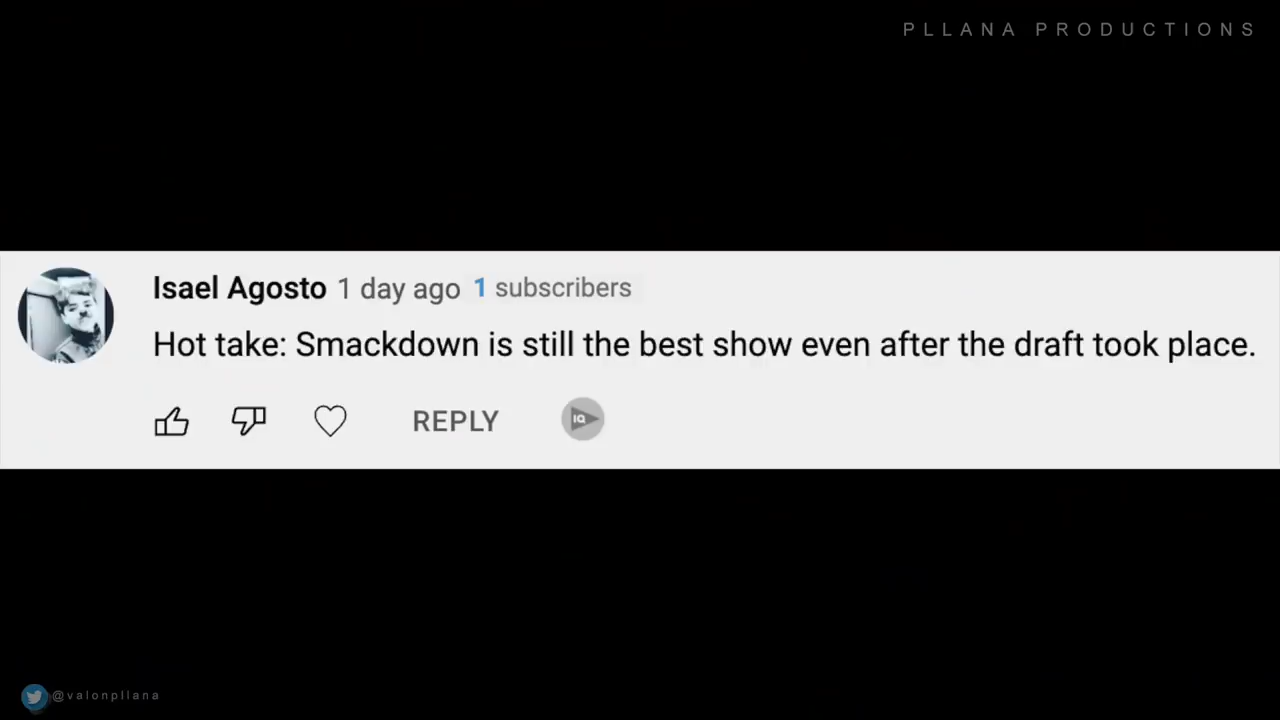 PLLANA PRODUCTIONS
Isael Agosto 1 day ago 1 subscribers
Hot take: Smackdown is still the best show even after the draft took place.
REPLY IQ
@valonpllana